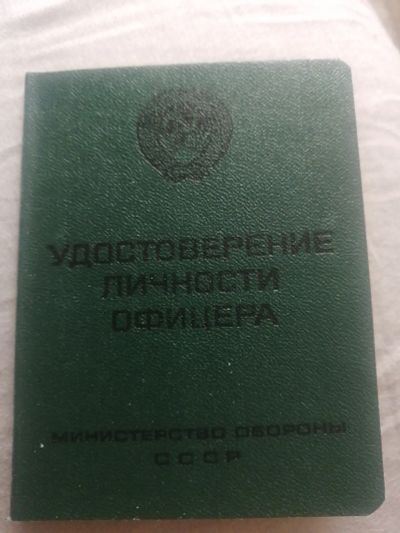 УДОСТОВЕРЕНИЕ
ЛИЧНОСТИ
ОФИЦЕРА
МИНИСТЕРСТВО ОБОРОНЫ
СССР